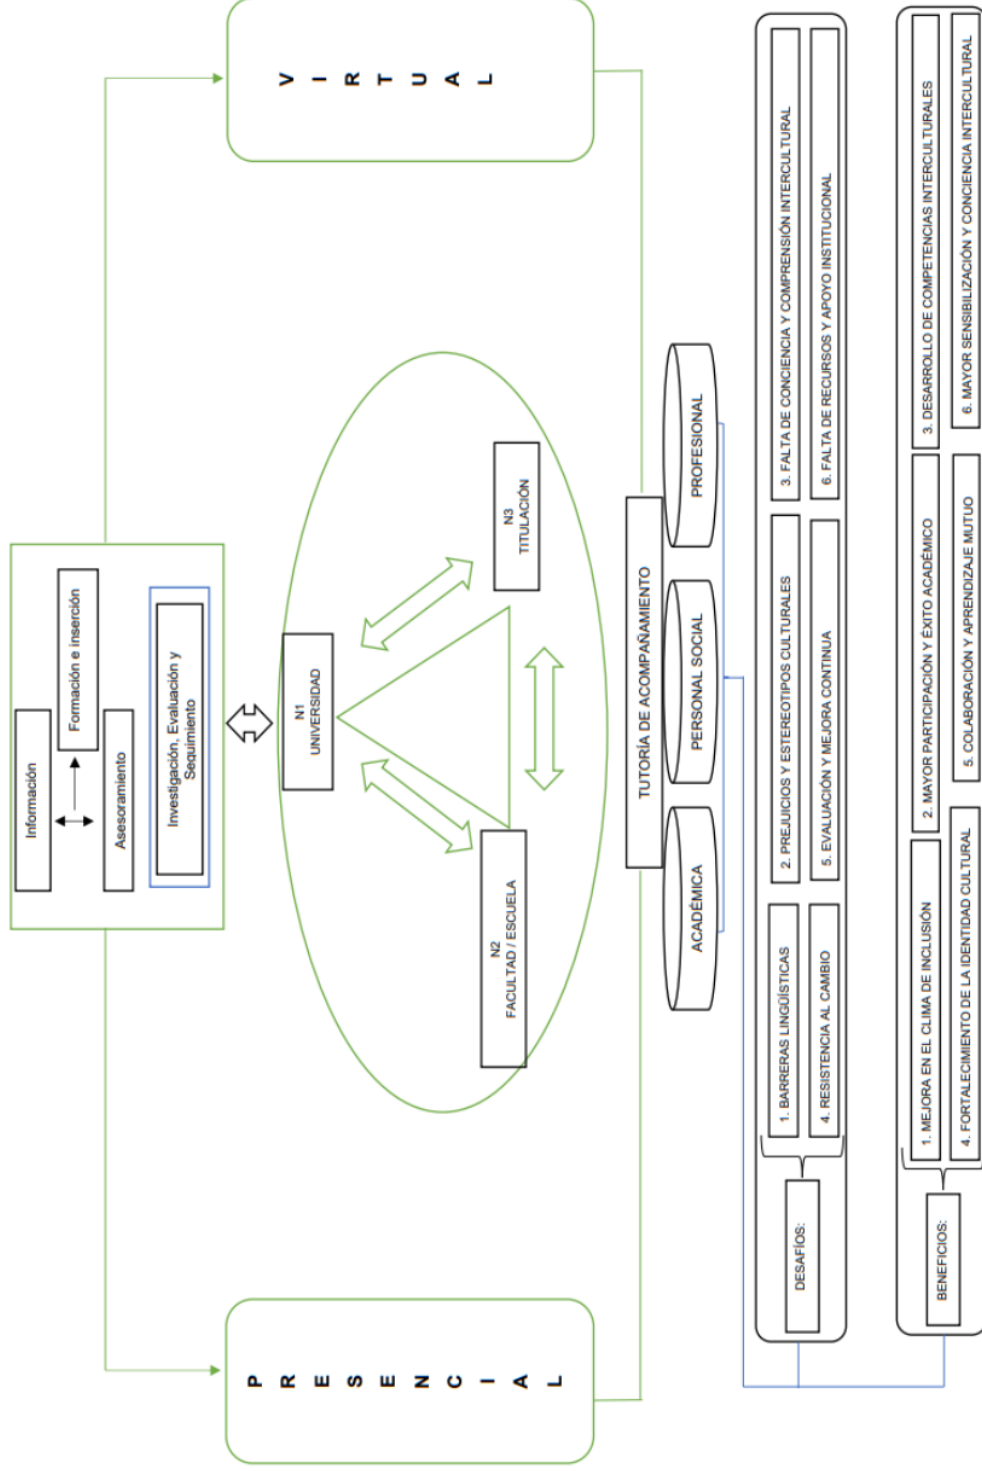 Información
Formación e inserción
Asesoramiento
Investigación, Evaluación y
Seguimiento
PRESENCIAL
VIRTUAL
N1
UNIVERSIDAD
N2
FACULTAD / ESCUELA
N3
TITULACIÓN
TUTORÍA DE ACOMPAÑAMIENTO
ACADÉMICA
PERSONAL SOCIAL
PROFESIONAL
DESAFÍOS:
1. BARRERAS LINGÜÍSTICAS
2. PREJUICIOS Y ESTEREOTIPOS CULTURALES
3. FALTA DE CONCIENCIA Y COMPRENSIÓN INTERCULTURAL
4. RESISTENCIA AL CAMBIO
5. EVALUACIÓN Y MEJORA CONTINUA
6. FALTA DE RECURSOS Y APOYO INSTITUCIONAL
BENEFICIOS:
1. MEJORA EN EL CLIMA DE INCLUSIÓN
2. MAYOR PARTICIPACIÓN Y ÉXITO ACADÉMICO
3. DESARROLLO DE COMPETENCIAS INTERCULTURALES
4. FORTALECIMIENTO DE LA IDENTIDAD CULTURAL
5. COLABORACIÓN Y APRENDIZAJE MUTUO
6. MAYOR SENSIBILIZACIÓN Y CONCIENCIA INTERCULTURAL